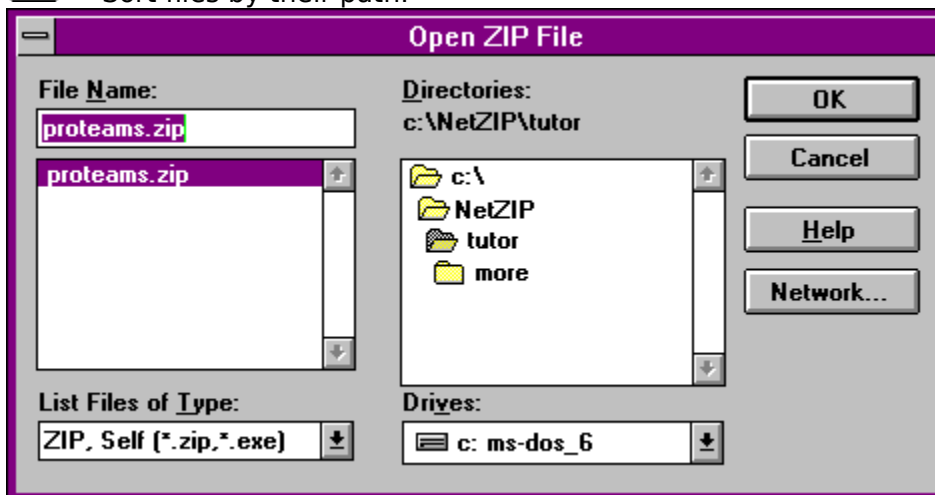 Sort files by their path.
Open ZIP File
File Name:
proteams.zip
proteams.zip
List Files of Type:
ZIP, Self (*.zip,*.exe)
Directories:
c:\NetZIP\tutor
c:\
NetZIP
tutor
more
Drives:
c: ms-dos_6
OK
Cancel
Help
Network...